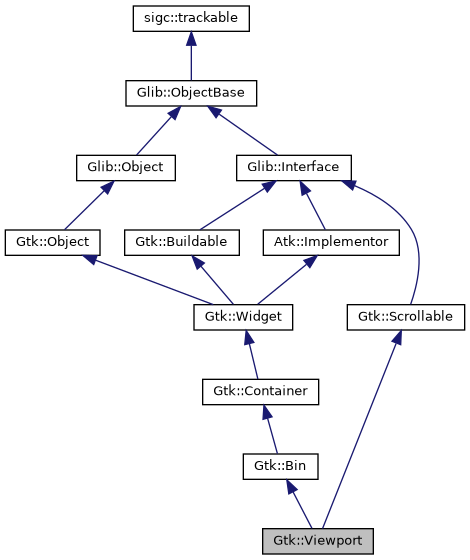 sigc::trackable
Glib::ObjectBase
Glib::Object
Glib::Interface
Gtk::Object
Gtk::Buildable
Atk::Implementor
Gtk::Widget
Gtk::Scrollable
Gtk::Container
Gtk::Bin
Gtk::Viewport